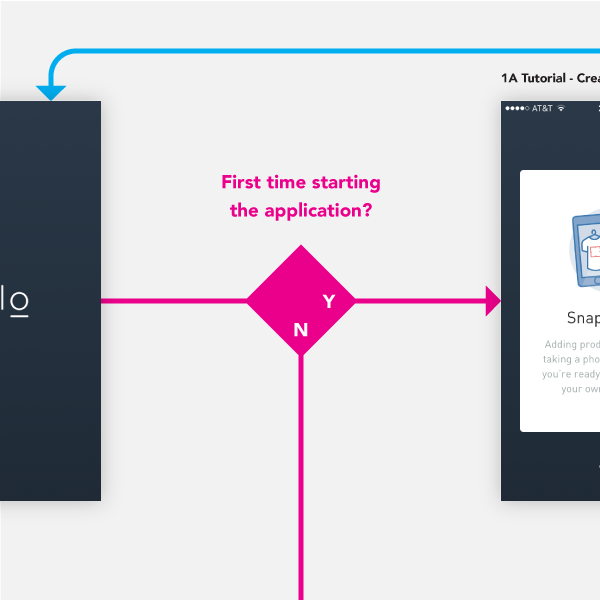 1A Tutorial - Crea
AT&T
First time starting
the application?
Y
N
lo
Snap
Adding prod
taking a pho
you're ready
your own